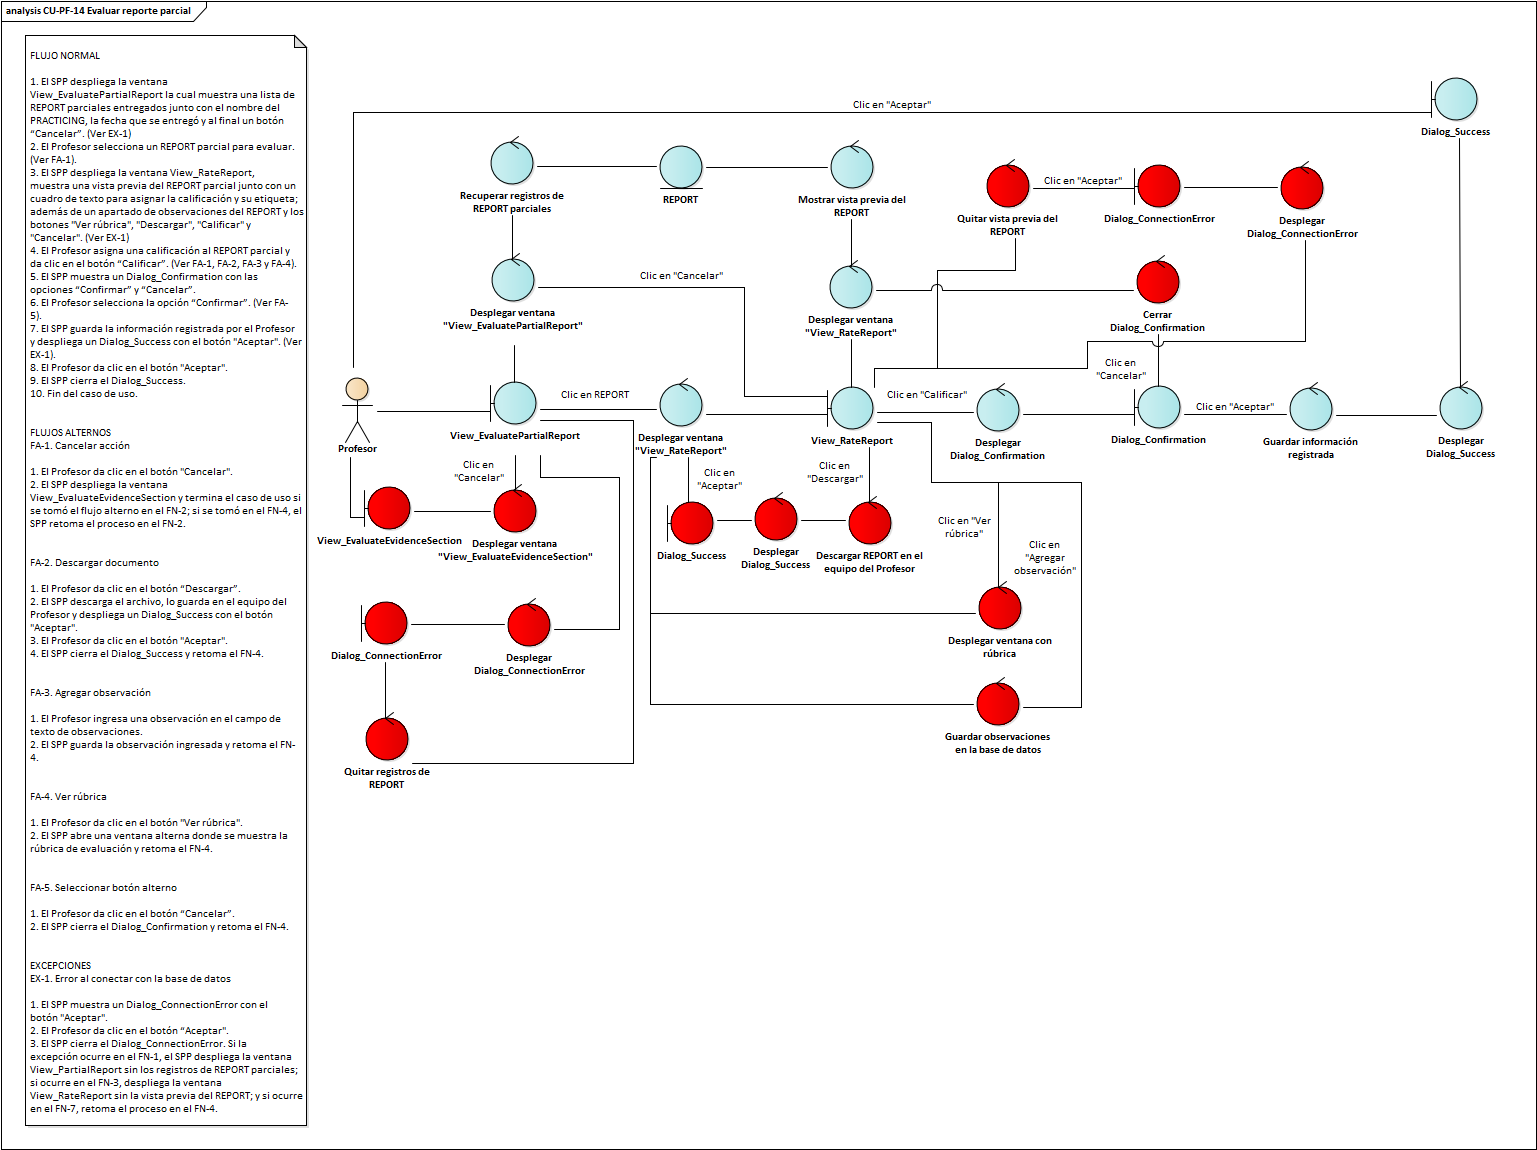 analysis CU-PF-14 Evaluar reporte parcial
FLUJO NORMAL
1. El SPP despliega la ventana
View_EvaluatePartialReport la cual muestra una lista de
REPORT parciales entregados junto con el nombre del
PRACTICING, la fecha que se entregó y al final un botón
“Cancelar”. (Ver EX-1)
2. El Profesor selecciona un REPORT parcial para evaluar.
(Ver FA-1).
3. El SPP despliega la ventana View_RateReport,
muestra una vista previa del REPORT parcial junto con un
cuadro de texto para asignar la calificación y su etiqueta;
además de un apartado de observaciones del REPORT y los
botones "Ver rúbrica", "Descargar", "Calificar" y
"Cancelar". (Ver EX-1)
4. El Profesor asigna una calificación al REPORT parcial y
da clic en el botón “Calificar”. (Ver FA-1, FA-2, FA-3 y FA-4).
5. El SPP muestra un Dialog_Confirmation con las
opciones “Confirmar” y “Cancelar”.
6. El Profesor selecciona la opción “Confirmar”. (Ver FA-
5).
7. El SPP guarda la información registrada por el Profesor
y despliega un Dialog_Success con el botón "Aceptar". (Ver
EX-1).
8. El Profesor da clic en el botón "Aceptar".
9. El SPP cierra el Dialog_Success.
10. Fin del caso de uso.
FLUJOS ALTERNOS
FA-1. Cancelar acción
1. El Profesor da clic en el botón "Cancelar".
2. El SPP despliega la ventana
View_EvaluateEvidenceSection y termina el caso de uso si
se tomó el flujo alterno en el FN-2; si se tomó en el FN-4, el
SPP retoma el proceso en el FN-2.
FA-2. Descargar documento
1. El Profesor da clic en el botón “Descargar”.
2. El SPP descarga el archivo, lo guarda en el equipo del
Profesor y despliega un Dialog_Success con el botón
"Aceptar".
3. El Profesor da clic en el botón "Aceptar".
4. El SPP cierra el Dialog_Success y retoma el FN-4.
FA-3. Agregar observación
1. El Profesor ingresa una observación en el campo de
texto de observaciones.
2. El SPP guarda la observación ingresada y retoma el FN-
4.
FA-4. Ver rúbrica
1. El Profesor da clic en el botón "Ver rúbrica".
2. El SPP abre una ventana alterna donde se muestra la
rúbrica de evaluación y retoma el FN-4.
FA-5. Seleccionar botón alterno
1. El Profesor da clic en el botón “Cancelar”.
2. El SPP cierra el Dialog_Confirmation y retoma el FN-4.
EXCEPCIONES
EX-1. Error al conectar con la base de datos
1. El SPP muestra un Dialog_ConnectionError con el
botón "Aceptar".
2. El Profesor da clic en el botón “Aceptar".
3. El SPP cierra el Dialog_ConnectionError. Si la
excepción ocurre en el FN-1, el SPP despliega la ventana
View_PartialReport sin los registros de REPORT parciales;
si ocurre en el FN-3, despliega la ventana
View_RateReport sin la vista previa del REPORT; y si ocurre
en el FN-7, retoma el proceso en el FN-4.
Clic en "Aceptar"
Dialog_Success
Recuperar registros de
REPORT parciales
REPORT
Mostrar vista previa del
REPORT
Quitar vista previa del
REPORT
Clic en "Aceptar"
Dialog_ConnectionError
Desplegar
Dialog_ConnectionError
Desplegar ventana
"View_EvaluatePartialReport"
Clic en "Cancelar"
Desplegar ventana
"View_RateReport"
Cerrar
Dialog_Confirmation
Clic en
"Cancelar"
Profesor
View_EvaluatePartialReport
Clic en REPORT
Desplegar ventana
"View_RateReport"
View_RateReport
Clic en "Calificar"
Desplegar
Dialog_Confirmation
Dialog_Confirmation
Clic en "Aceptar"
Guardar información
registrada
Desplegar
Dialog_Success
Clic en
"Cancelar"
Clic en
"Aceptar"
Clic en
"Descargar"
View_EvaluateEvidenceSection
Desplegar ventana
"View_EvaluateEvidenceSection"
Dialog_Success
Desplegar
Dialog_Success
Descargar REPORT en el
equipo del Profesor
Clic en "Ver
rúbrica"
Clic en
"Agregar
observación"
Dialog_ConnectionError
Desplegar
Dialog_ConnectionError
Desplegar ventana con
rúbrica
Quitar registros de
REPORT
Guardar observaciones
en la base de datos